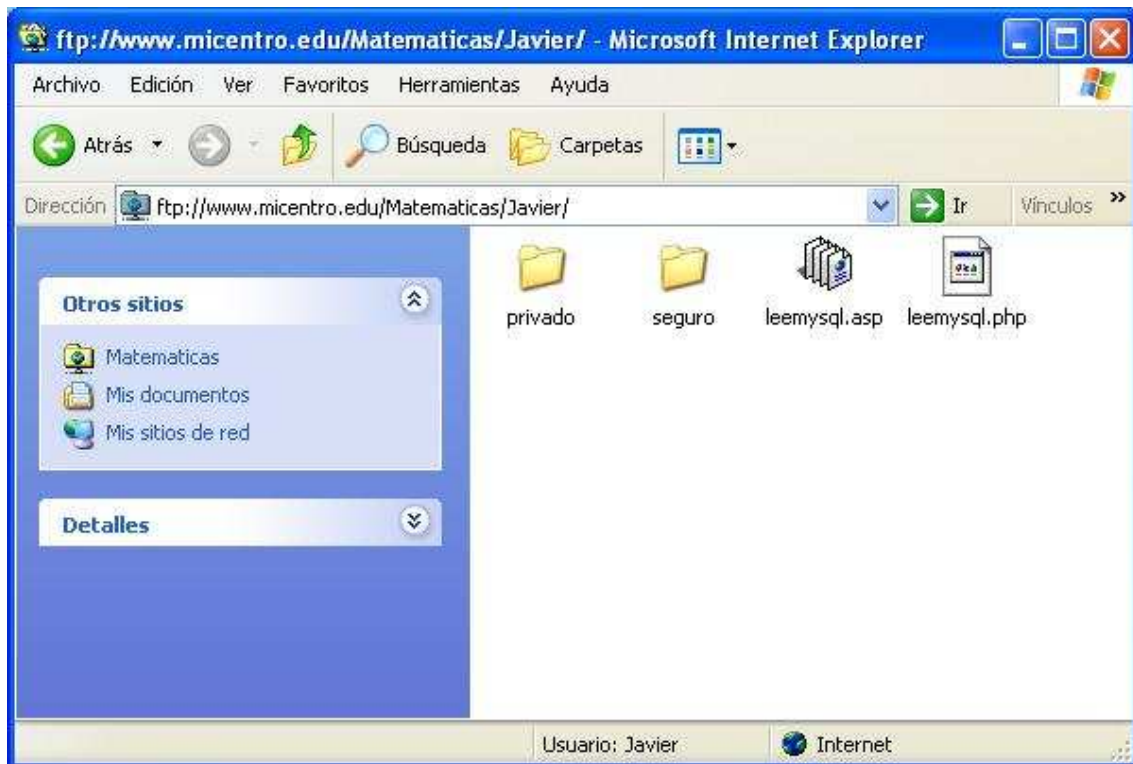 ftp://www.micentro.edu/Matematicas/Javier/ - Microsoft Internet Explorer
Archivo Edición Ver Favoritos Herramientas Ayuda
Atrás Búsqueda Carpetas
Dirección ftp://www.micentro.edu/Matematicas/Javier/ Ir Vínculos »
Otros sitios
Matematicas
Mis documentos
Mis sitios de red
Detalles
privado seguro leemysql.asp leemysql.php
Usuario: Javier Internet